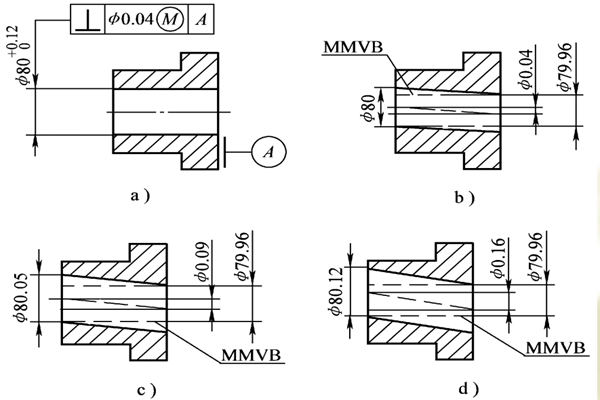 ⊥ φ0.04 Ⓜ A
φ80 +0.12 0
A
a )
MMVB
φ80
φ0.04
φ79.96
b )
φ80.05
φ0.09
φ79.96
MMVB
c )
φ80.12
φ0.16
φ79.96
MMVB
d )